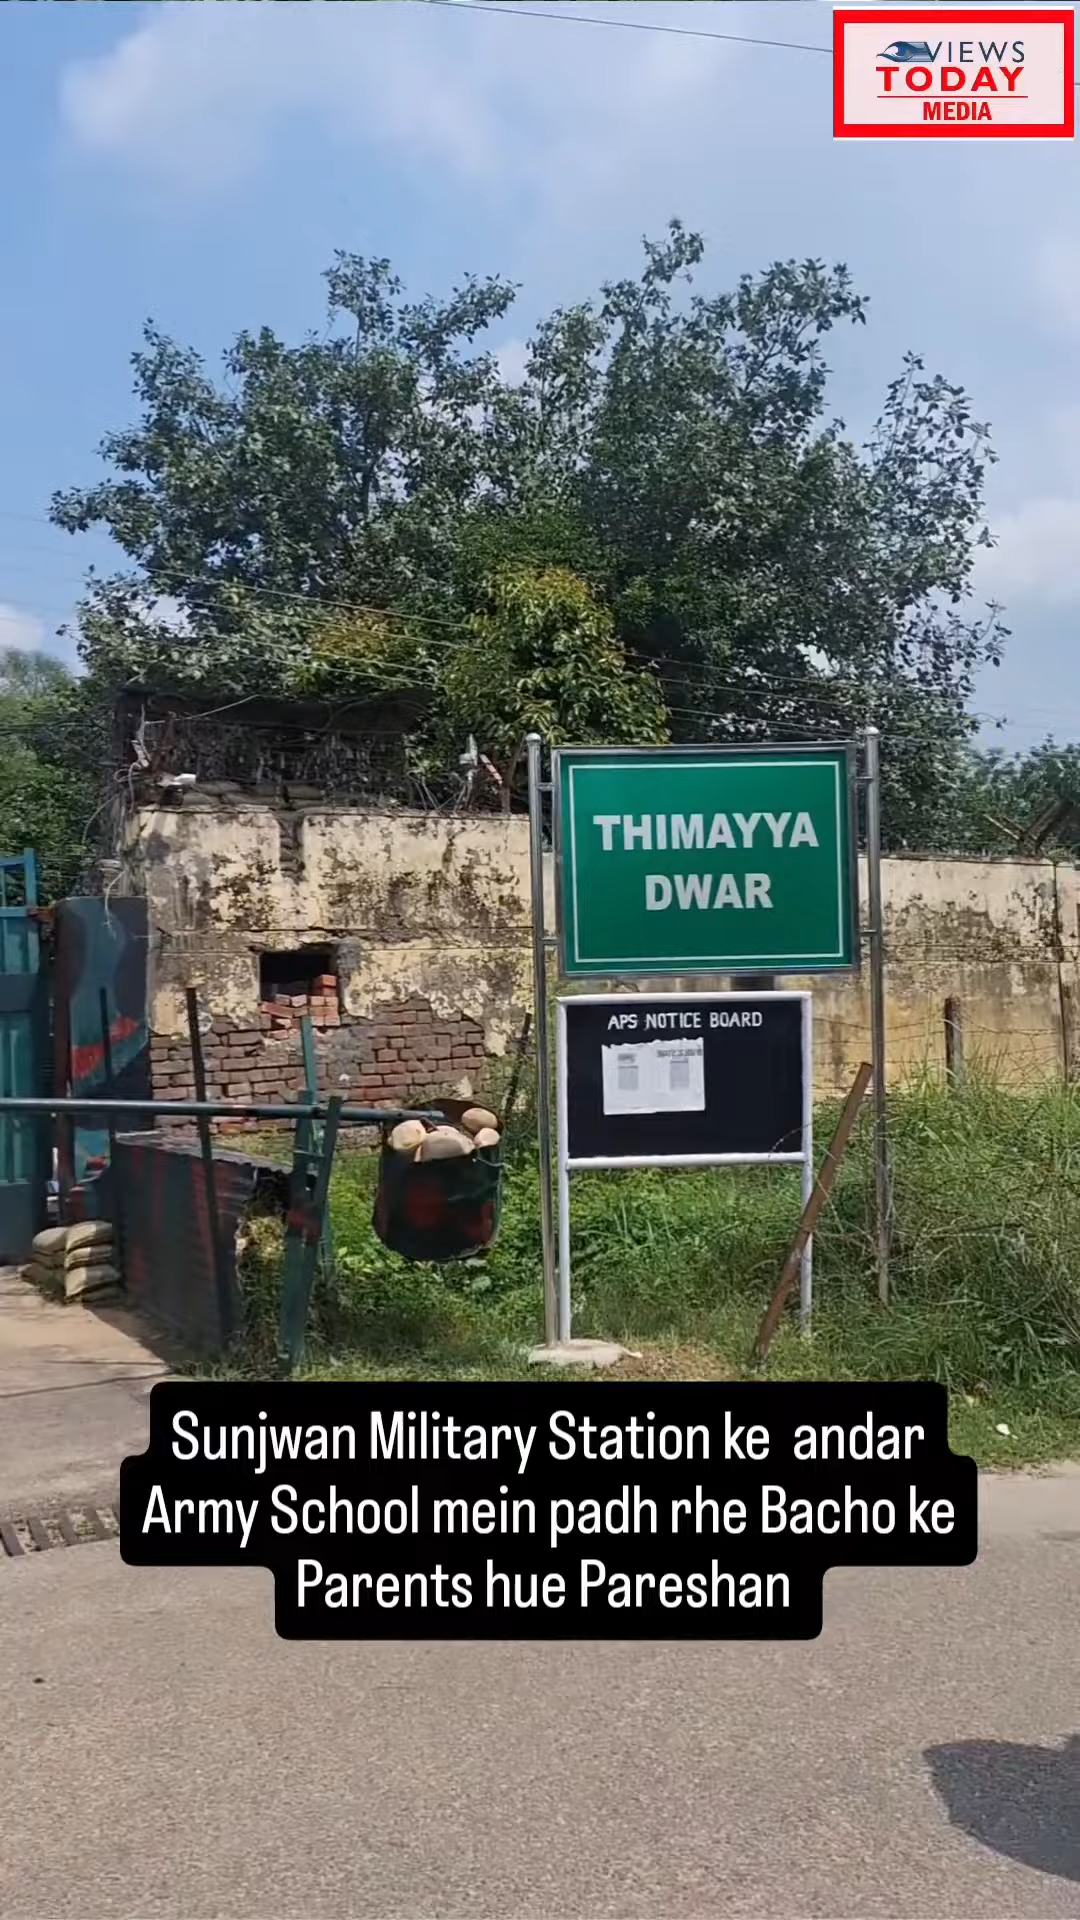 VIEWS
TODAY
MEDIA
THIMAYYA
DWAR
APS NOTICE BOARD
Sunjwan Military Station ke andar
Army School mein padh rhe Bacho ke
Parents hue Pareshan